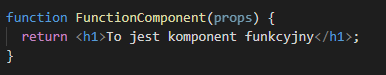 function FunctionComponent(props) {
  return <h1>To jest komponent funkcyjny</h1>;
}